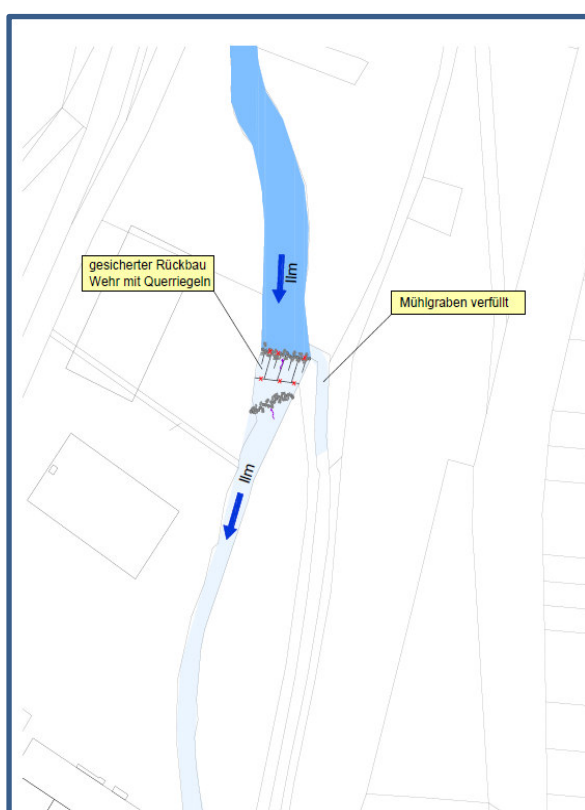 gesicherter Rückbau
Wehr mit Querriegeln
Ilm
Mühlgraben verfüllt
Ilm